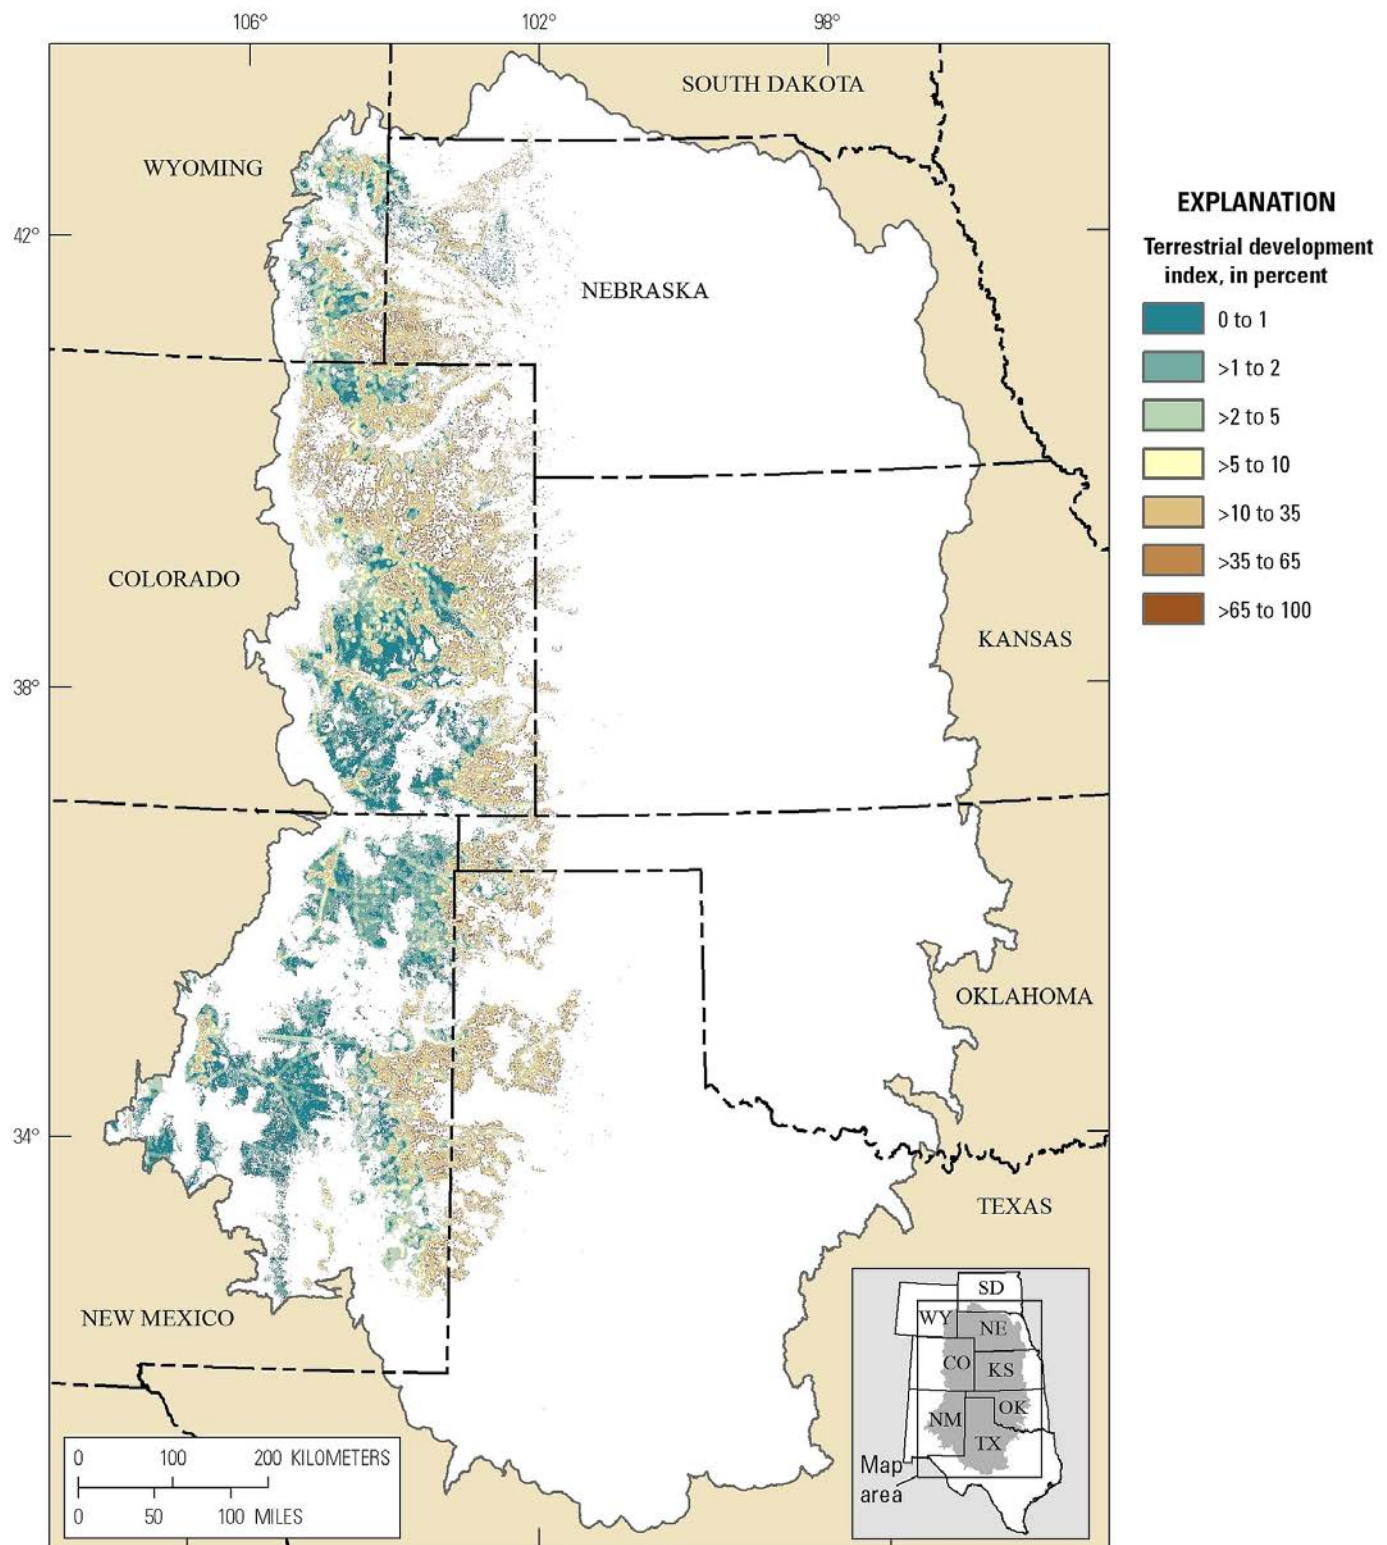 106°
102°
98°
SOUTH DAKOTA
WYOMING
42°
NEBRASKA
EXPLANATION
Terrestrial development
index, in percent
0 to 1
>1 to 2
>2 to 5
>5 to 10
>10 to 35
>35 to 65
>65 to 100
COLORADO
KANSAS
38°
OKLAHOMA
34°
TEXAS
NEW MEXICO
SD
WY
NE
CO
KS
NM
OK
TX
Map
area
0 100 200 KILOMETERS
0 50 100 MILES